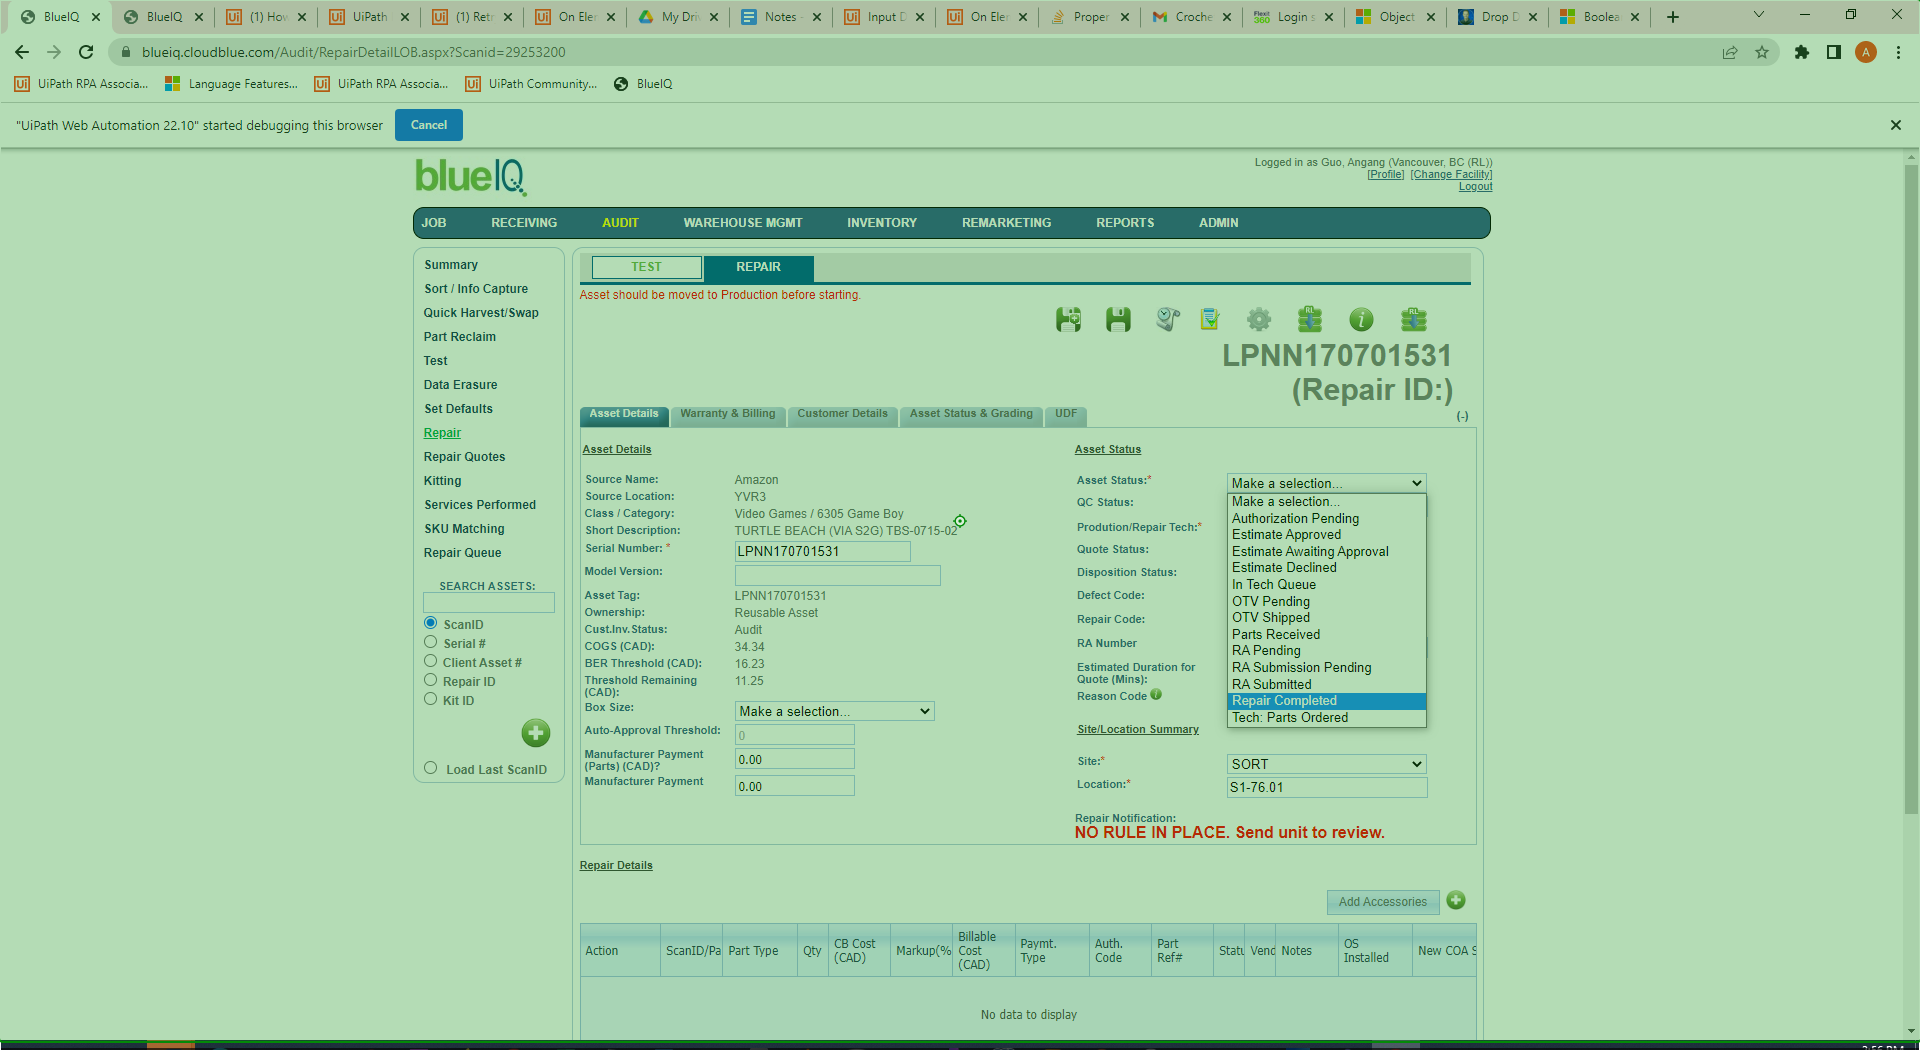 BlueIQ
BlueIQ
(1) How
UiPath
(1) Retr
On Eler
My Driv
Notes -
Input D
On Eler
Proper
Croche
Login s
Object
Drop D
Boolea
blueiq.cloudblue.com/Audit/RepairDetailLOB.aspx?Scanid=29253200
A
UiPath RPA Associa...
Language Features...
UiPath RPA Associa...
UiPath Community...
BlueIQ
"UiPath Web Automation 22.10" started debugging this browser
Cancel
blueIQ
Logged in as Guo, Angang (Vancouver, BC (RL))
[Profile] [Change Facility]
Logout
JOB RECEIVING AUDIT WAREHOUSE MGMT INVENTORY REMARKETING REPORTS ADMIN
Summary
Sort / Info Capture
Quick Harvest/Swap
Part Reclaim
Test
Data Erasure
Set Defaults
Repair
Repair Quotes
Kitting
Services Performed
SKU Matching
Repair Queue
SEARCH ASSETS:
ScanID
Serial #
Client Asset #
Repair ID
Kit ID
Load Last ScanID
TEST REPAIR
Asset should be moved to Production before starting.
LPNN170701531
(Repair ID:)
Asset Details Warranty & Billing Customer Details Asset Status & Grading UDF
(-)
Asset Details
Source Name: Amazon
Source Location: YVR3
Class / Category: Video Games / 6305 Game Boy
Short Description: TURTLE BEACH (VIA S2G) TBS-0715-02
Serial Number: * LPNN170701531
Model Version:
Asset Tag: LPNN170701531
Ownership: Reusable Asset
Cust.Inv.Status: Audit
COGS (CAD): 34.34
BER Threshold (CAD): 16.23
Threshold Remaining (CAD): 11.25
Box Size: Make a selection...
Auto-Approval Threshold: 0
Manufacturer Payment (Parts) (CAD)? 0.00
Manufacturer Payment 0.00
Asset Status
Asset Status:* Make a selection...
QC Status:
Prodution/Repair Tech:*
Quote Status:
Disposition Status:
Defect Code:
Repair Code:
RA Number
Estimated Duration for Quote (Mins):
Reason Code
Make a selection...
Authorization Pending
Estimate Approved
Estimate Awaiting Approval
Estimate Declined
In Tech Queue
OTV Pending
OTV Shipped
Parts Received
RA Pending
RA Submission Pending
RA Submitted
Repair Completed
Tech: Parts Ordered
Site/Location Summary
Site:* SORT
Location:* S1-76.01
Repair Notification:
NO RULE IN PLACE. Send unit to review.
Repair Details
Add Accessories
Action ScanID/Pa Part Type Qty CB Cost (CAD) Markup(% Billable Cost (CAD) Paymt. Type Auth. Code Part Ref# Statu Vend Notes OS Installed New COA S
No data to display